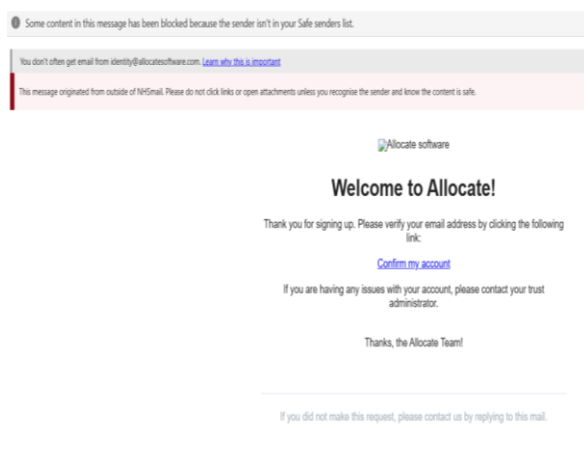 Some content in this message has been blocked because the sender isn't in your Safe senders list.
You don't often get email from identity@allocatesoftware.com. Learn why this is important
This message originated from outside of NHSmail. Please do not click links or open attachments unless you recognise the sender and know the content is safe.
Allocate software
Welcome to Allocate!
Thank you for signing up. Please verify your email address by clicking the following
link:
Confirm my account
If you are having any issues with your account, please contact your trust
administrator.
Thanks, the Allocate Team!
If you did not make this request, please contact us by replying to this mail.